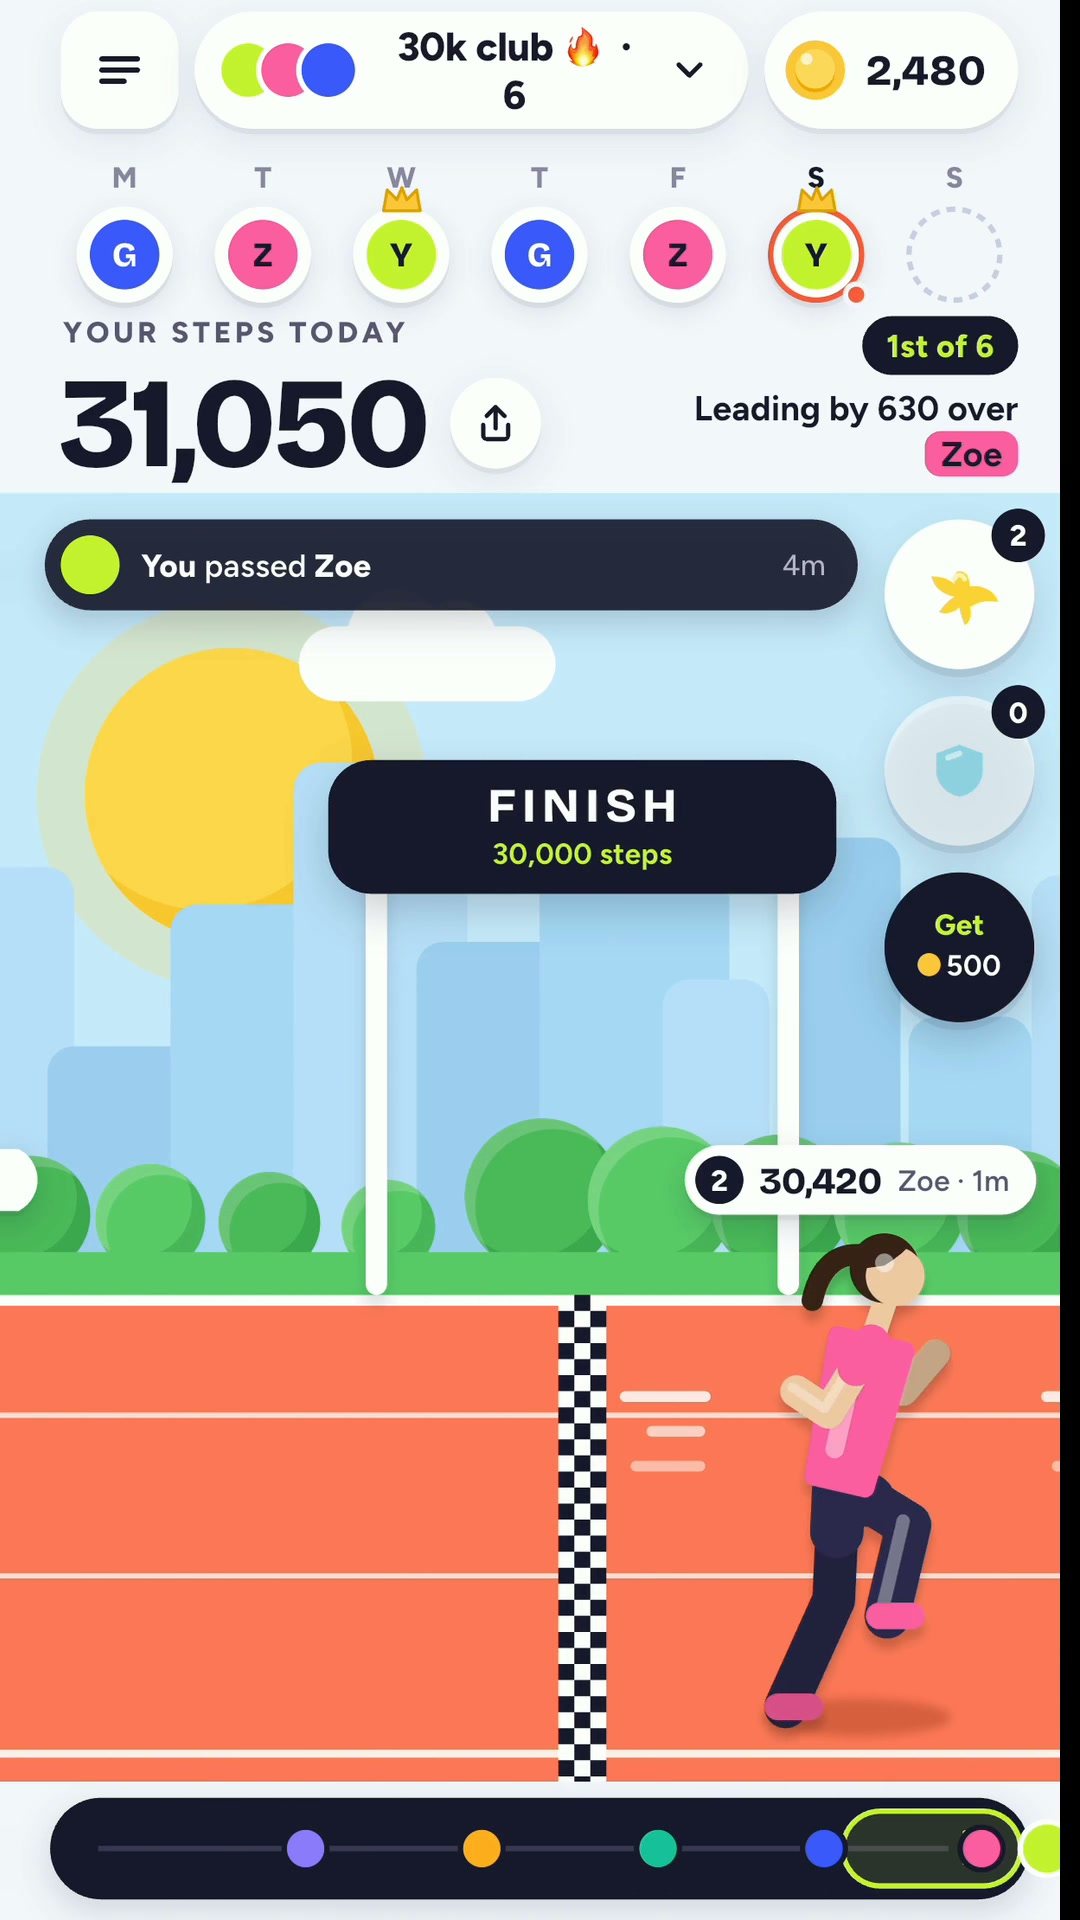 30k club 🔥 ·
6
2,480
M T W T F S S
G Z Y G Z Y
YOUR STEPS TODAY
31,050
1st of 6
Leading by 630 over
Zoe
You passed Zoe 4m
2
0
FINISH
30,000 steps
Get
500
2 30,420 Zoe · 1m